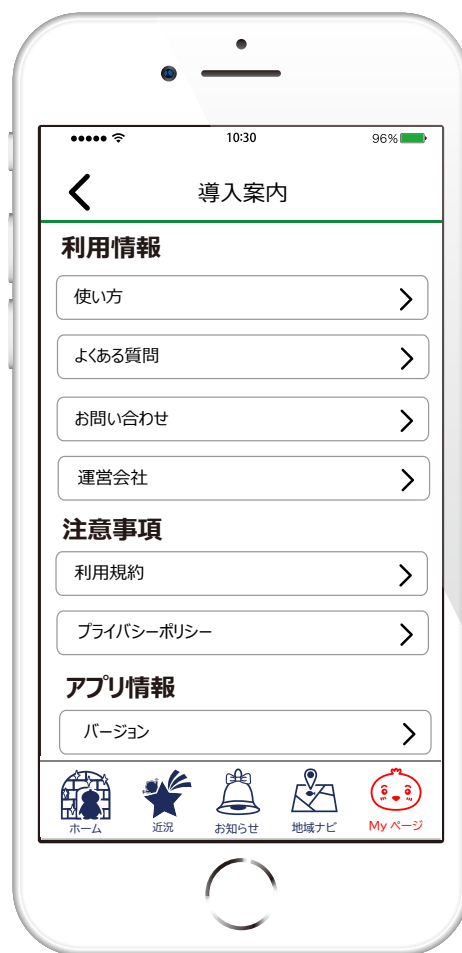 10:30
96%
導入案内
利用情報
使い方
よくある質問
お問い合わせ
運営会社
注意事項
利用規約
プライバシーポリシー
アプリ情報
バージョン
ホーム
近況
お知らせ
地域ナビ
My ページ